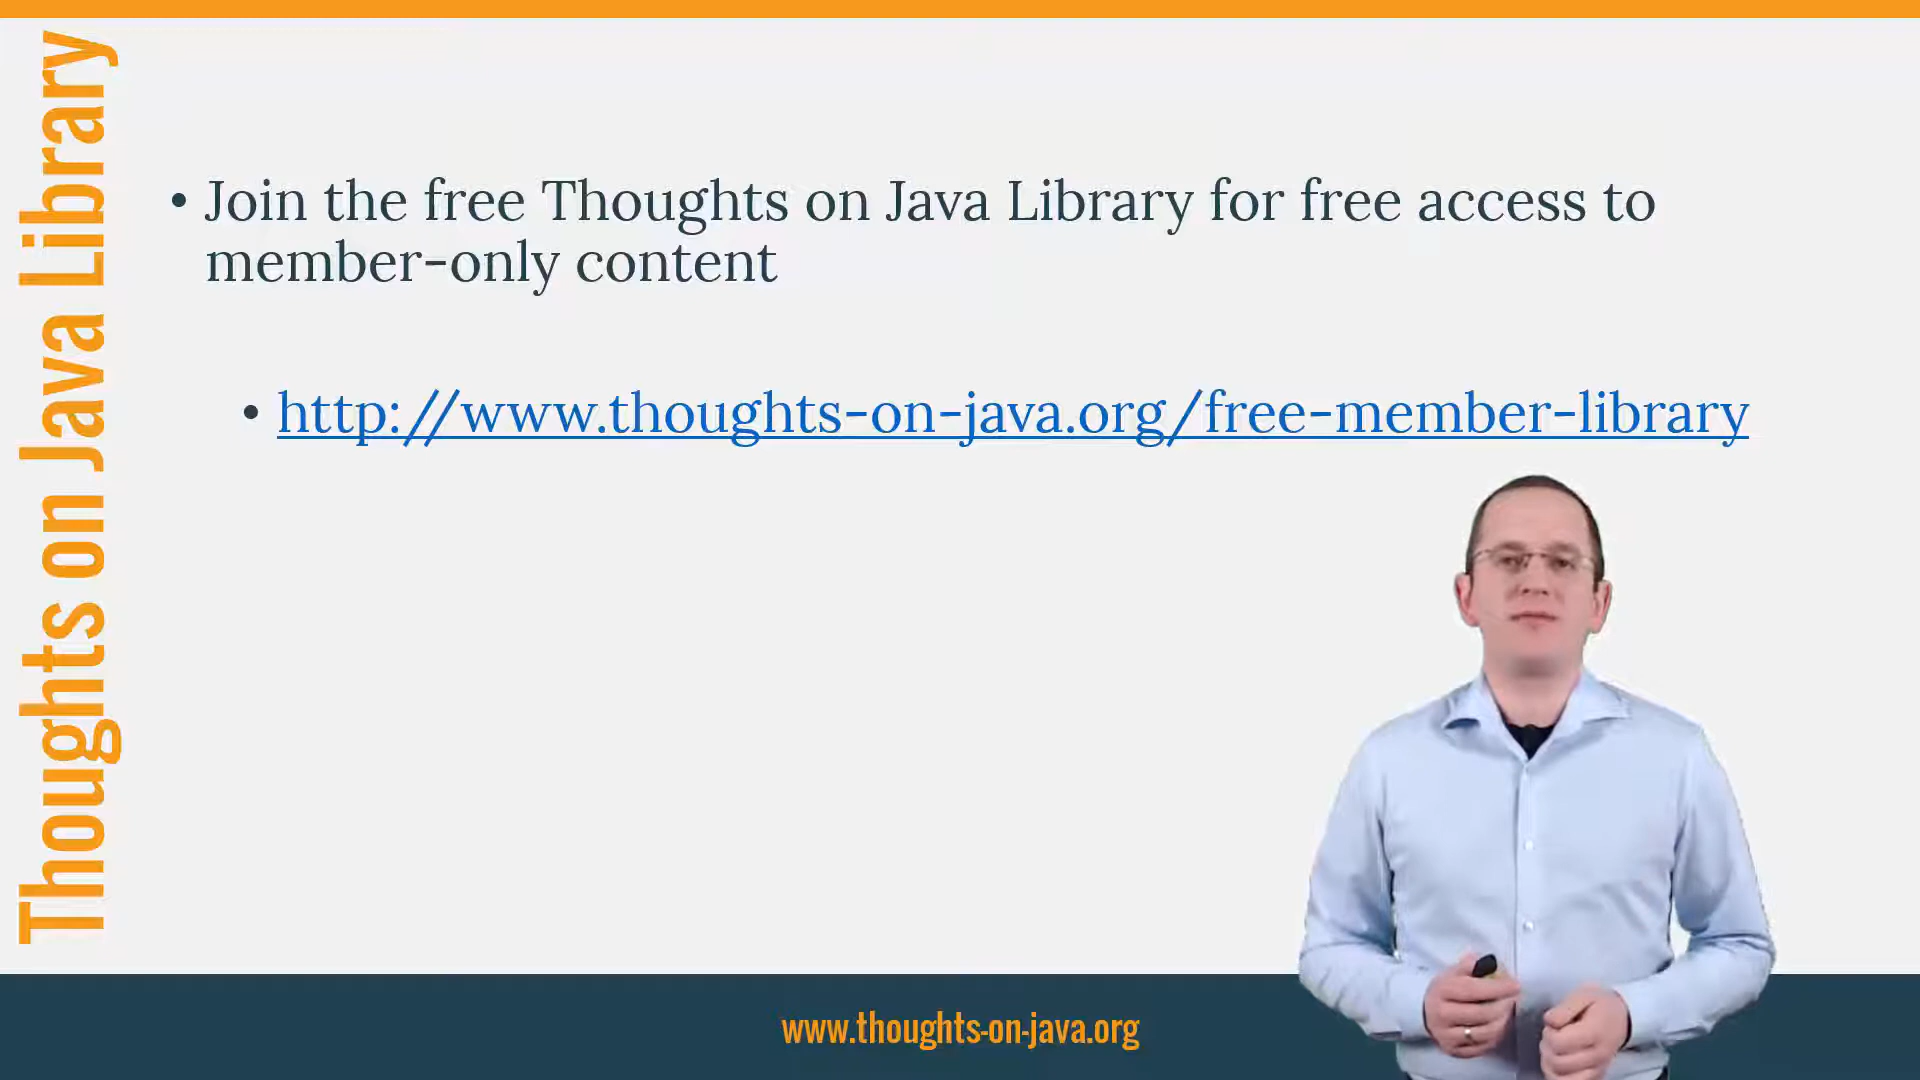 Thoughts on Java Library
• Join the free Thoughts on Java Library for free access to
member-only content
• http://www.thoughts-on-java.org/free-member-library
www.thoughts-on-java.org